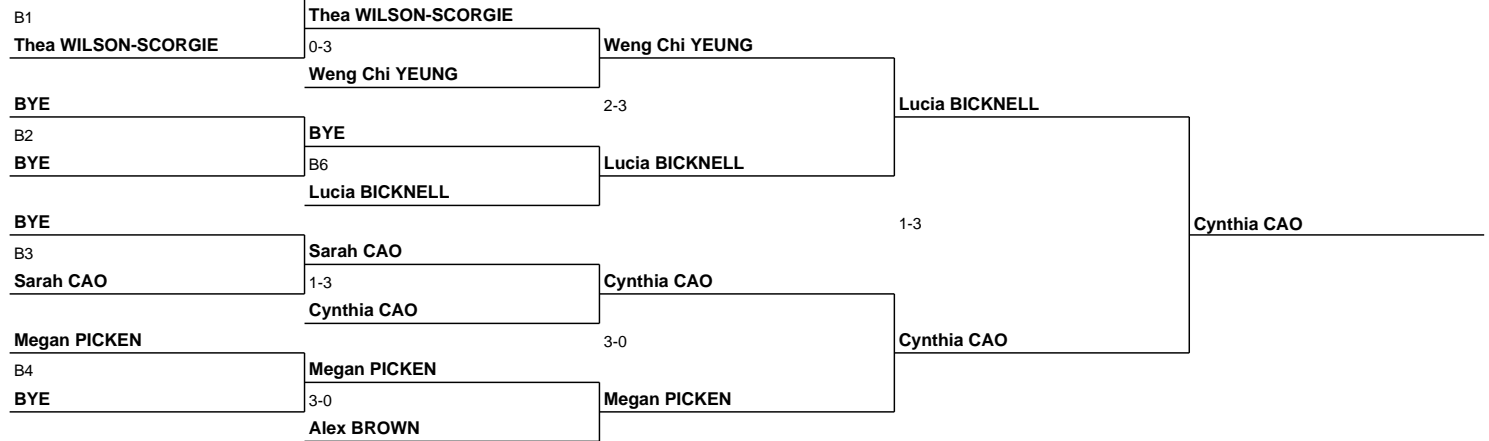 B1
Thea WILSON-SCORGIE
Thea WILSON-SCORGIE
0-3
Weng Chi YEUNG
Weng Chi YEUNG
BYE
2-3
Lucia BICKNELL
B2
BYE
BYE
B6
Lucia BICKNELL
Lucia BICKNELL
BYE
1-3
Cynthia CAO
B3
Sarah CAO
Sarah CAO
1-3
Cynthia CAO
Cynthia CAO
Megan PICKEN
3-0
Cynthia CAO
B4
Megan PICKEN
BYE
3-0
Megan PICKEN
Alex BROWN